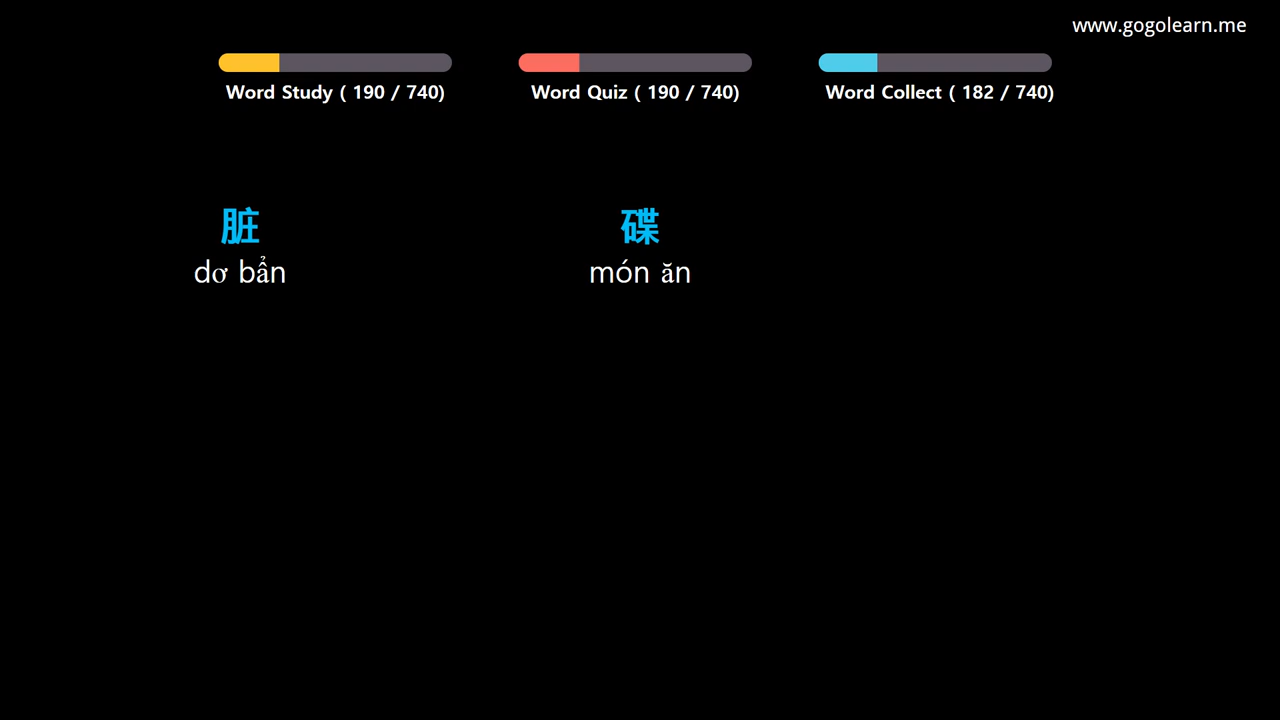 www.gogolearn.me
Word Study ( 190 / 740)
Word Quiz ( 190 / 740)
Word Collect ( 182 / 740)
脏
碟
dơ bẩn
món ăn